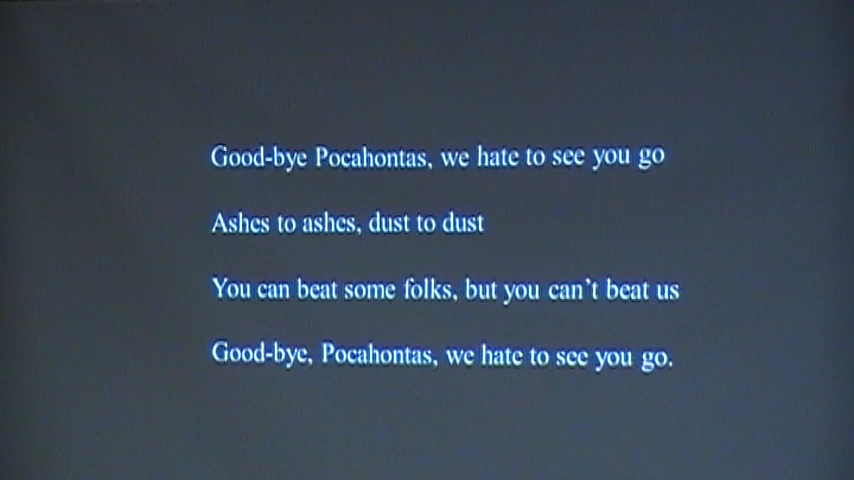 Good-bye Pocahontas, we hate to see you go
Ashes to ashes, dust to dust
You can beat some folks, but you can't beat us
Good-bye, Pocahontas, we hate to see you go.